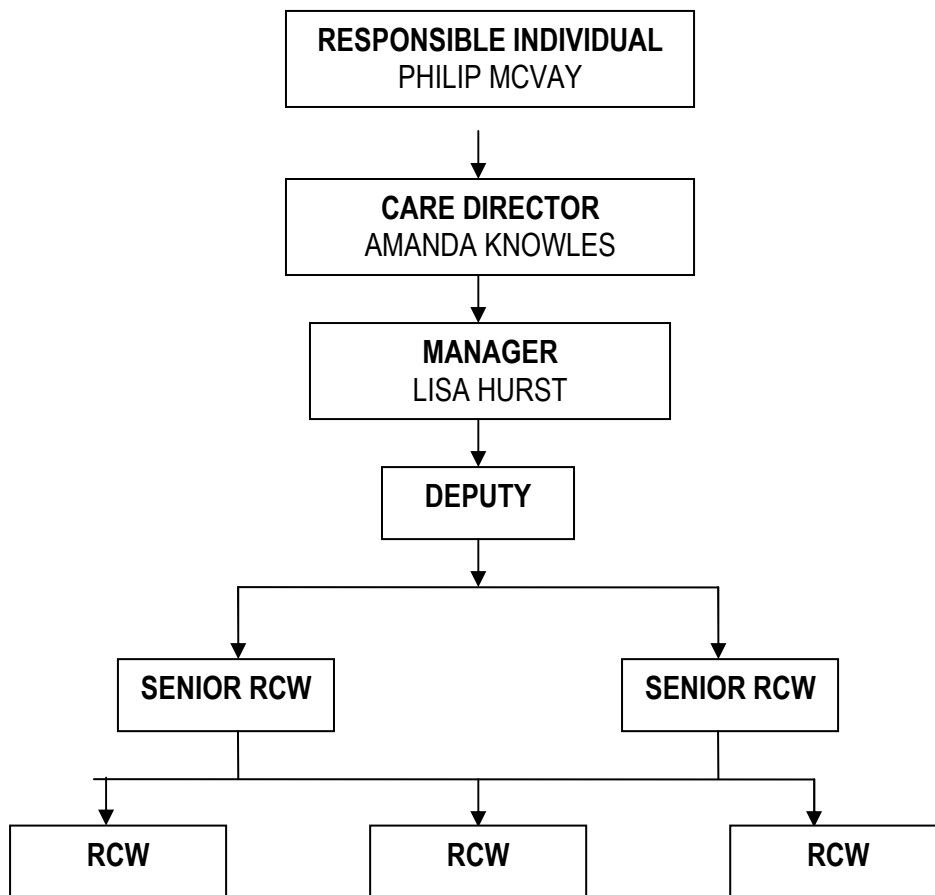 RESPONSIBLE INDIVIDUAL
PHILIP MCVAY
CARE DIRECTOR
AMANDA KNOWLES
MANAGER
LISA HURST
DEPUTY
SENIOR RCW
SENIOR RCW
RCW
RCW
RCW